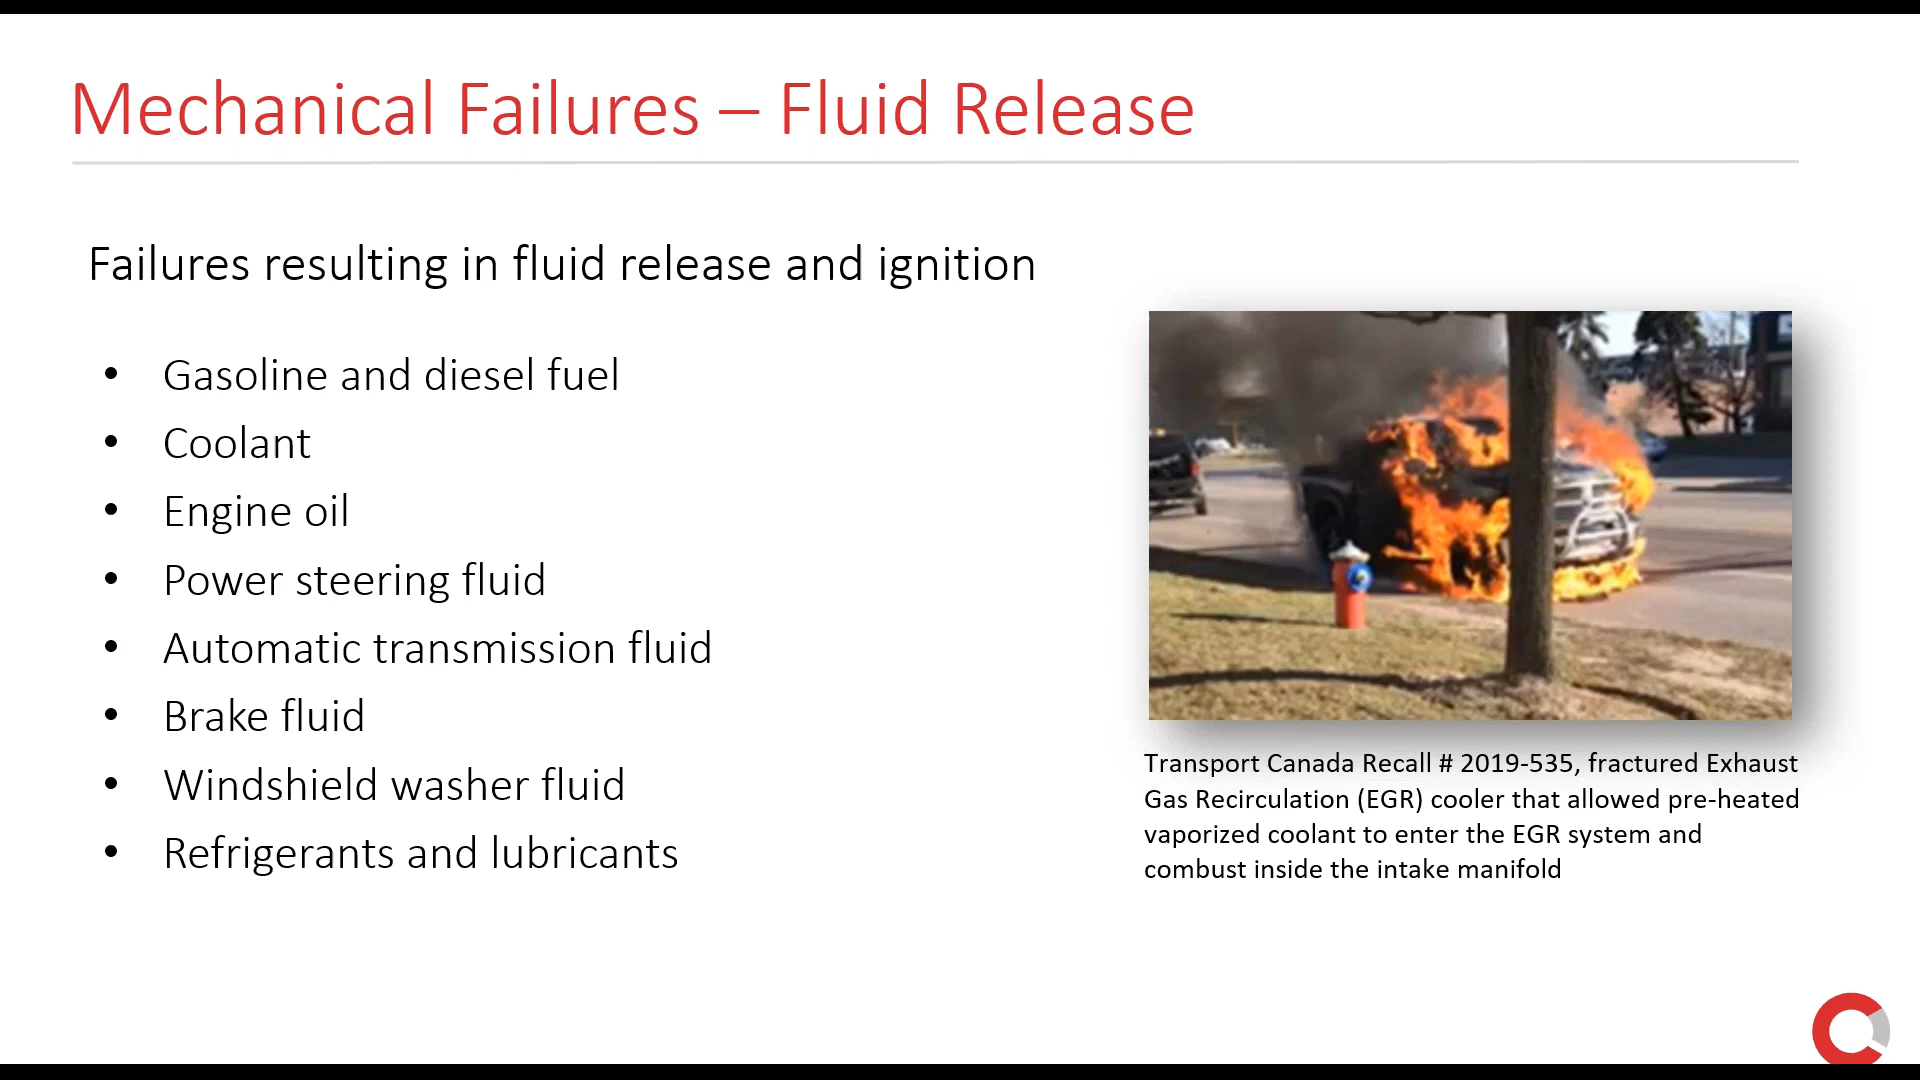 Mechanical Failures – Fluid Release
Failures resulting in fluid release and ignition
• Gasoline and diesel fuel
• Coolant
• Engine oil
• Power steering fluid
• Automatic transmission fluid
• Brake fluid
• Windshield washer fluid
• Refrigerants and lubricants
Transport Canada Recall # 2019-535, fractured Exhaust
Gas Recirculation (EGR) cooler that allowed pre-heated
vaporized coolant to enter the EGR system and
combust inside the intake manifold